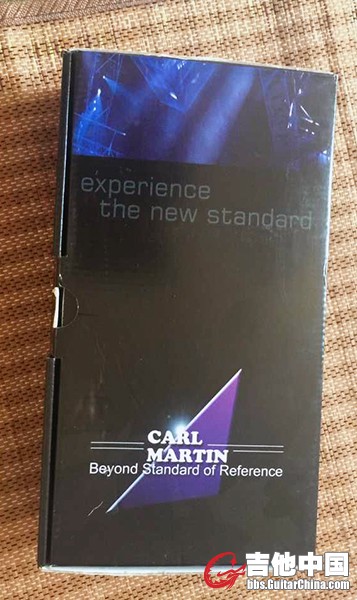 experience
the new standard
CARL
MARTIN
Beyond Standard of Reference
吉他中国
bbs.GuitarChina.com